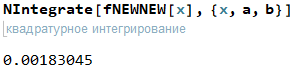 NIntegrate[fNEWNEW[x], {x, a, b}]
квадратурное интегрирование
0.00183045